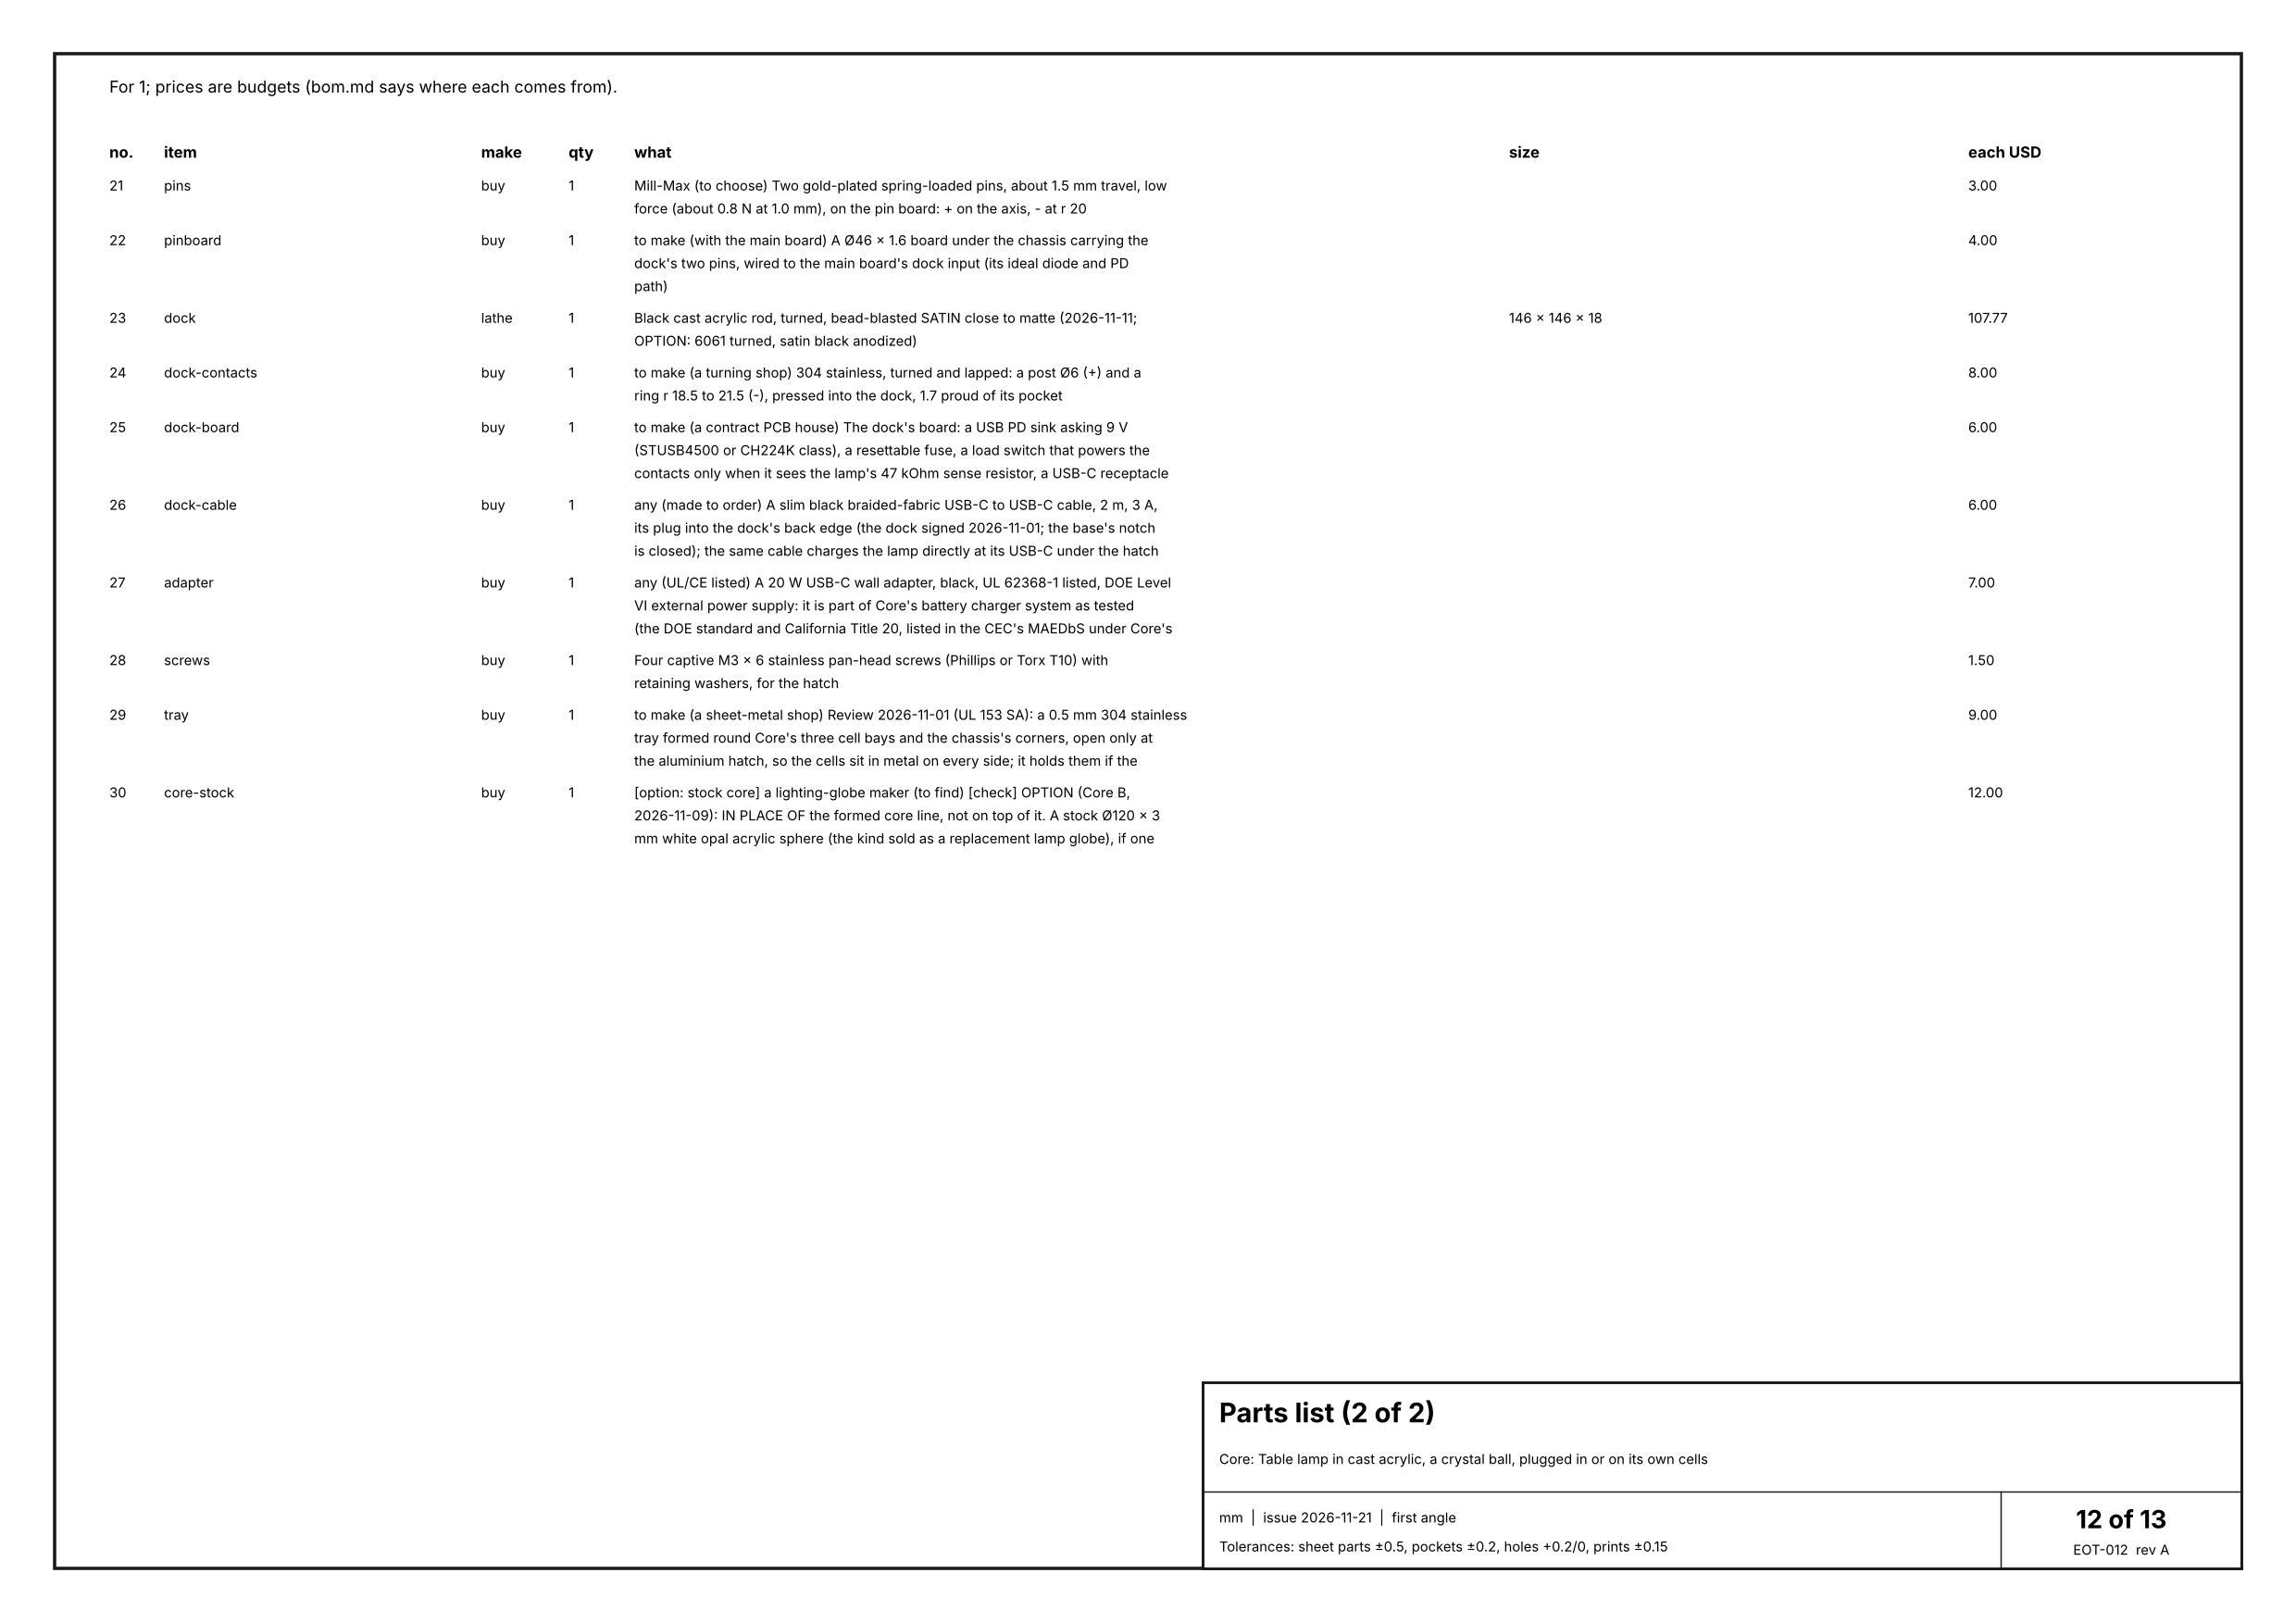 For 1; prices are budgets (bom.md says where each comes from).
no. item make qty what size each USD
21 pins buy 1 Mill-Max (to choose) Two gold-plated spring-loaded pins, about 1.5 mm travel, low 3.00
force (about 0.8 N at 1.0 mm), on the pin board: + on the axis, - at r 20
22 pinboard buy 1 to make (with the main board) A Ø46 × 1.6 board under the chassis carrying the 4.00
dock's two pins, wired to the main board's dock input (its ideal diode and PD
path)
23 dock lathe 1 Black cast acrylic rod, turned, bead-blasted SATIN close to matte (2026-11-11; 146 × 146 × 18 107.77
OPTION: 6061 turned, satin black anodized)
24 dock-contacts buy 1 to make (a turning shop) 304 stainless, turned and lapped: a post Ø6 (+) and a 8.00
ring r 18.5 to 21.5 (-), pressed into the dock, 1.7 proud of its pocket
25 dock-board buy 1 to make (a contract PCB house) The dock's board: a USB PD sink asking 9 V 6.00
(STUSB4500 or CH224K class), a resettable fuse, a load switch that powers the
contacts only when it sees the lamp's 47 kOhm sense resistor, a USB-C receptacle
26 dock-cable buy 1 any (made to order) A slim black braided-fabric USB-C to USB-C cable, 2 m, 3 A, 6.00
its plug into the dock's back edge (the dock signed 2026-11-01; the base's notch
is closed); the same cable charges the lamp directly at its USB-C under the hatch
27 adapter buy 1 any (UL/CE listed) A 20 W USB-C wall adapter, black, UL 62368-1 listed, DOE Level 7.00
VI external power supply: it is part of Core's battery charger system as tested
(the DOE standard and California Title 20, listed in the CEC's MAEDbS under Core's
28 screws buy 1 Four captive M3 × 6 stainless pan-head screws (Phillips or Torx T10) with 1.50
retaining washers, for the hatch
29 tray buy 1 to make (a sheet-metal shop) Review 2026-11-01 (UL 153 SA): a 0.5 mm 304 stainless 9.00
tray formed round Core's three cell bays and the chassis's corners, open only at
the aluminium hatch, so the cells sit in metal on every side; it holds them if the
30 core-stock buy 1 [option: stock core] a lighting-globe maker (to find) [check] OPTION (Core B, 12.00
2026-11-09): IN PLACE OF the formed core line, not on top of it. A stock Ø120 × 3
mm white opal acrylic sphere (the kind sold as a replacement lamp globe), if one
Parts list (2 of 2)
Core: Table lamp in cast acrylic, a crystal ball, plugged in or on its own cells
mm | issue 2026-11-21 | first angle
Tolerances: sheet parts ±0.5, pockets ±0.2, holes +0.2/0, prints ±0.15
12 of 13
EOT-012 rev A